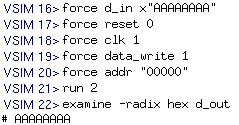 VSIM 16> force d_in x"AAAAAAAA"
VSIM 17> force reset 0
VSIM 18> force clk 1
VSIM 19> force data_write 1
VSIM 20> force addr "00000"
VSIM 21> run 2
VSIM 22> examine -radix hex d_out
# AAAAAAAA